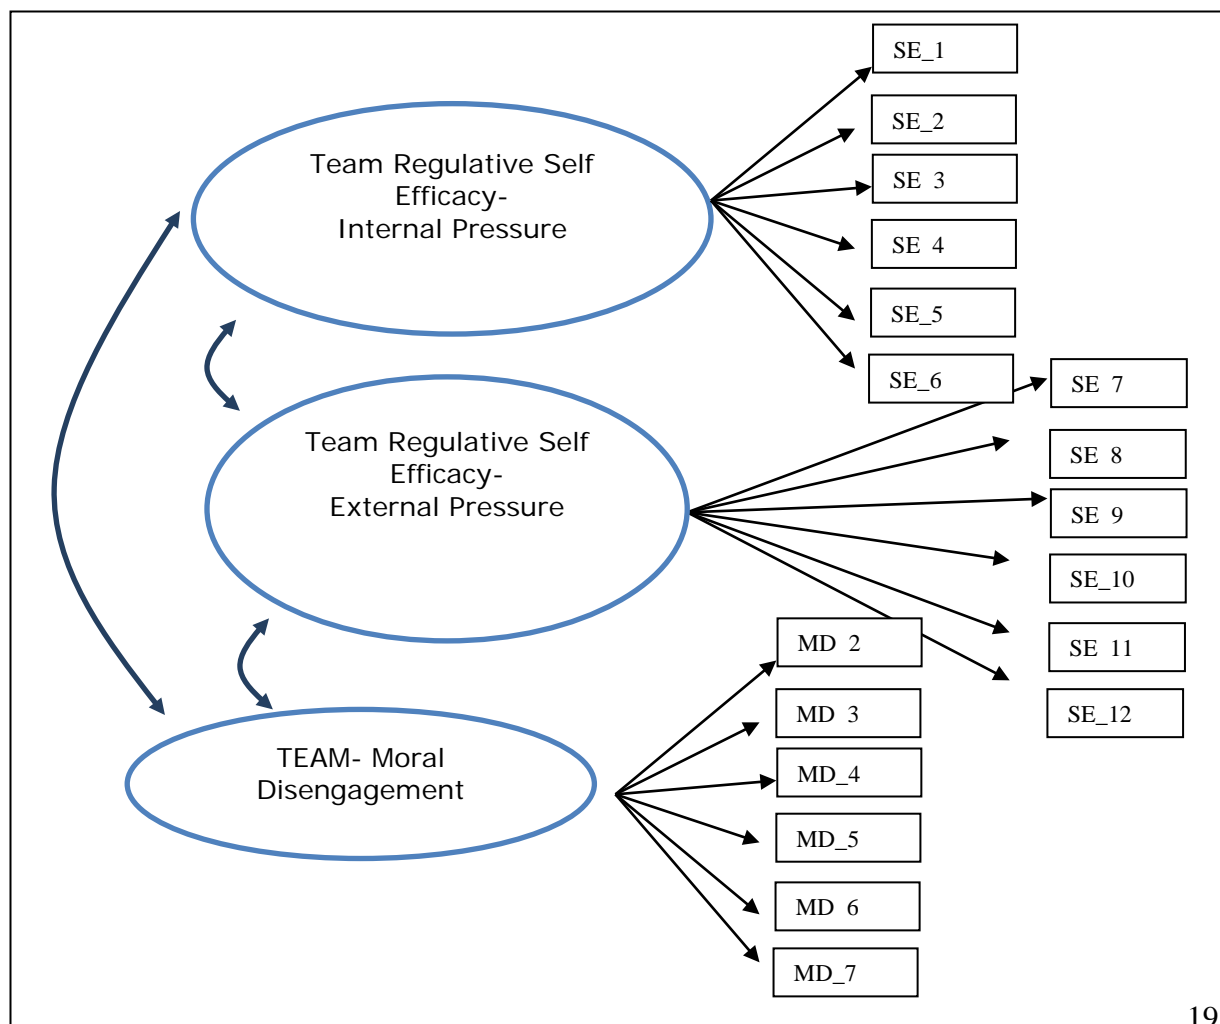 SE_1
SE_2
SE 3
SE 4
SE_5
SE_6
Team Regulative Self
Efficacy-
Internal Pressure
SE 7
SE 8
SE 9
SE_10
SE 11
SE_12
Team Regulative Self
Efficacy-
External Pressure
MD 2
MD 3
MD_4
MD_5
MD 6
MD_7
TEAM- Moral
Disengagement
19